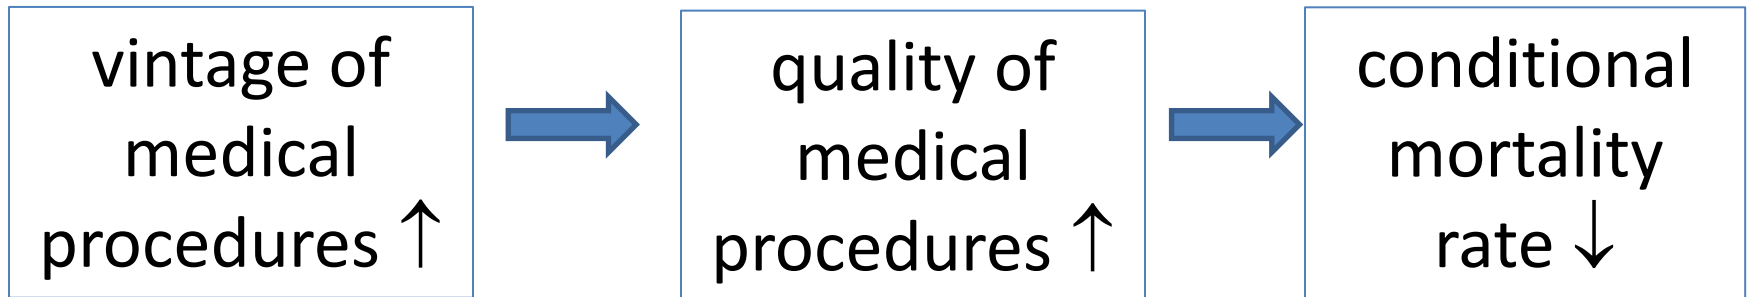 vintage of
medical
procedures ↑
quality of
medical
procedures ↑
conditional
mortality
rate ↓